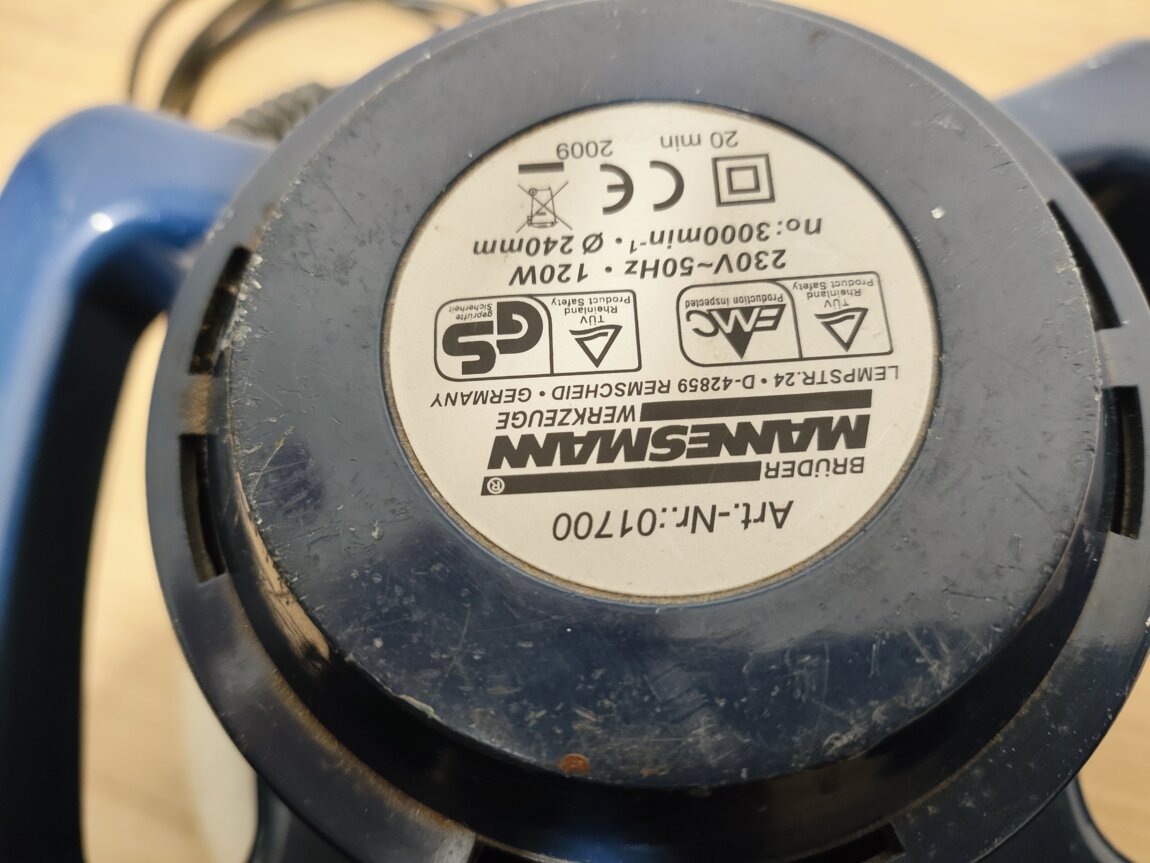 Art.-Nr.:01700
BRÜDER
MANNESMANN ®
WERKZEUGE
LEMPSTR.24 • D-42859 REMSCHEID • GERMANY
TÜV
Rheinland
Product Safety
EMC
Production inspected
TÜV
Rheinland
Product Safety
GS
geprüfte
Sicherheit
230V~50Hz • 120W
n₀:3000min⁻¹ • Ø 240mm
CE
20 min
2009